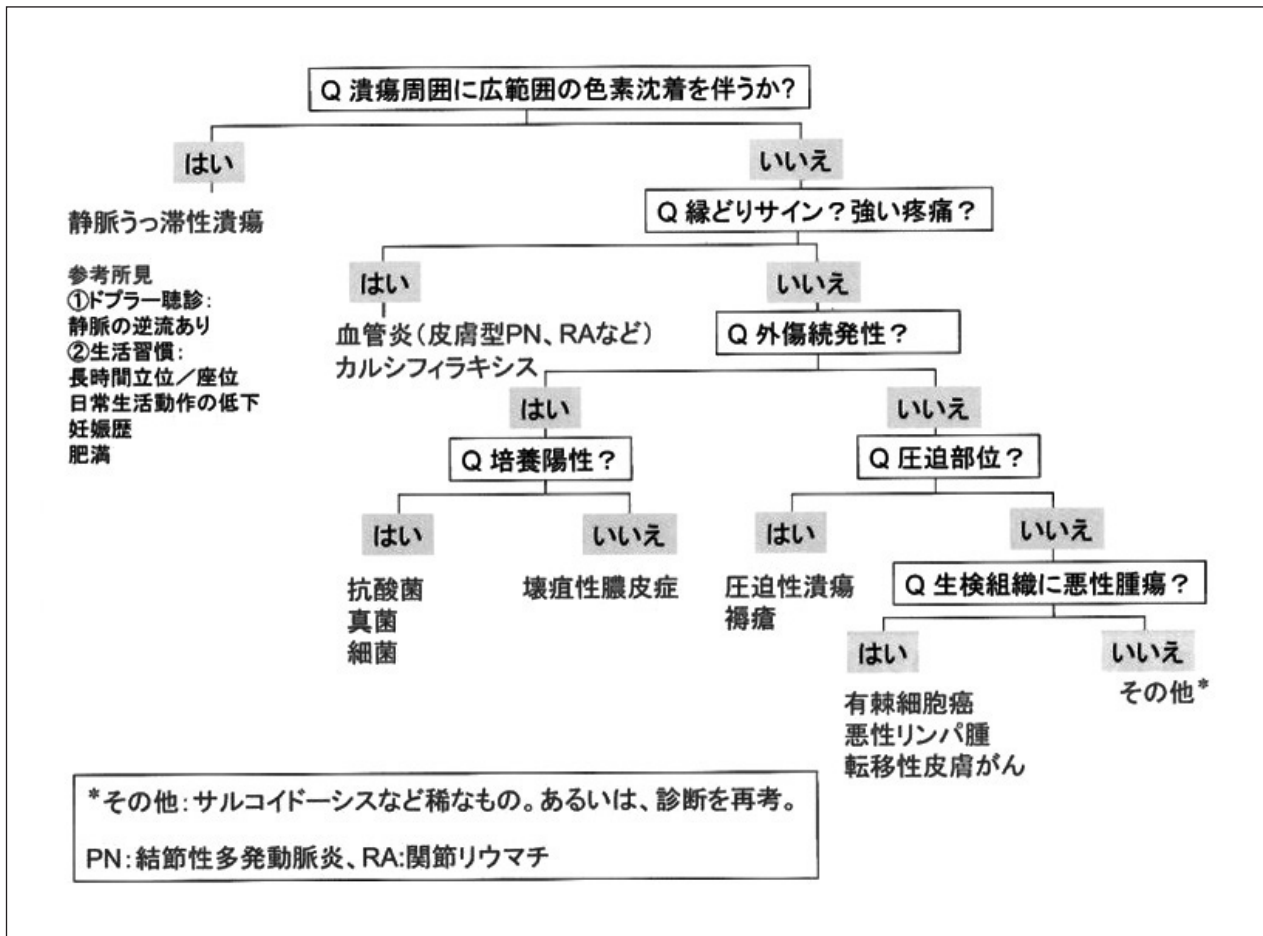 Q 潰瘍周囲に広範囲の色素沈着を伴うか?
はい
いいえ
静脈うっ滞性潰瘍
参考所見
①ドプラー聴診:
静脈の逆流あり
②生活習慣:
長時間立位/座位
日常生活動作の低下
妊娠歴
肥満
Q 縁どりサイン?強い疼痛?
はい
いいえ
血管炎(皮膚型PN、RAなど)
カルシフィラキシス
Q 外傷続発性?
はい
いいえ
Q 培養陽性?
Q 圧迫部位?
はい
いいえ
はい
いいえ
抗酸菌
真菌
細菌
壊疽性膿皮症
圧迫性潰瘍
褥瘡
Q 生検組織に悪性腫瘍?
はい
いいえ
有棘細胞癌
悪性リンパ腫
転移性皮膚がん
その他*
*その他:サルコイドーシスなど稀なもの。あるいは、診断を再考。
PN:結節性多発動脈炎、RA:関節リウマチ